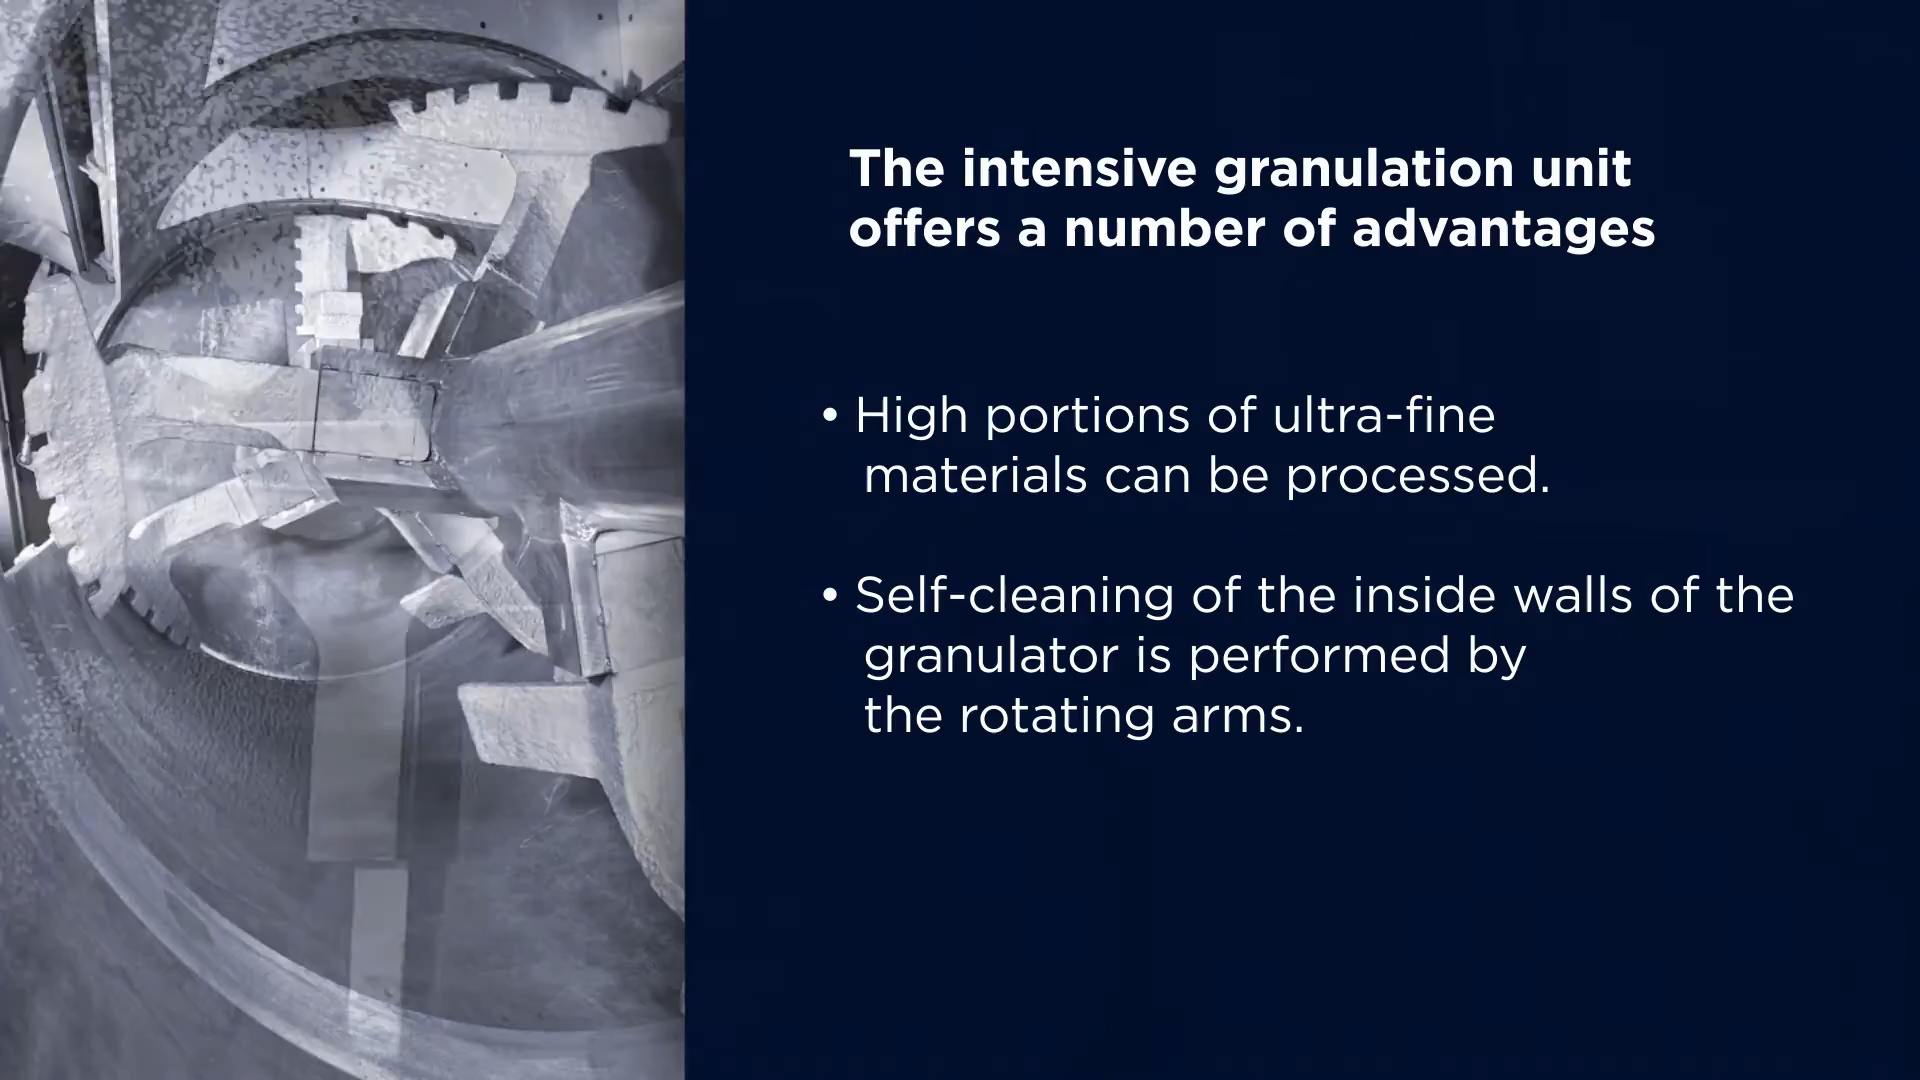 The intensive granulation unit
offers a number of advantages
• High portions of ultra-fine
materials can be processed.
• Self-cleaning of the inside walls of the
granulator is performed by
the rotating arms.